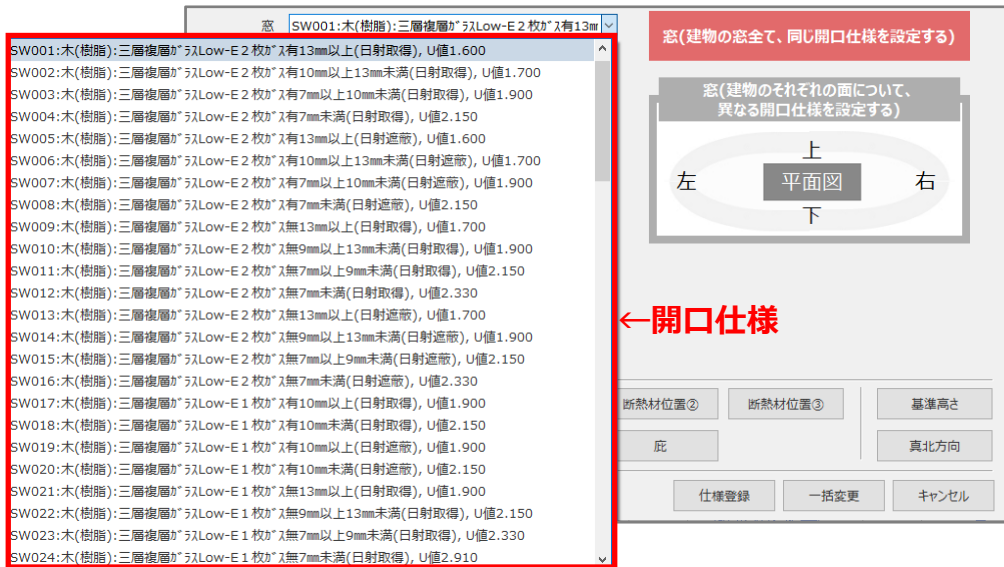 窓 SW001:木(樹脂):三層複層ｶﾞﾗｽLow-E２枚ｶﾞｽ有13m
SW001:木(樹脂):三層複層ｶﾞﾗｽLow-E２枚ｶﾞｽ有13㎜以上(日射取得), U値1.600
SW002:木(樹脂):三層複層ｶﾞﾗｽLow-E２枚ｶﾞｽ有10㎜以上13㎜未満(日射取得), U値1.700
SW003:木(樹脂):三層複層ｶﾞﾗｽLow-E２枚ｶﾞｽ有7㎜以上10㎜未満(日射取得), U値1.900
SW004:木(樹脂):三層複層ｶﾞﾗｽLow-E２枚ｶﾞｽ有7㎜未満(日射取得), U値2.150
SW005:木(樹脂):三層複層ｶﾞﾗｽLow-E２枚ｶﾞｽ有13㎜以上(日射遮蔽), U値1.600
SW006:木(樹脂):三層複層ｶﾞﾗｽLow-E２枚ｶﾞｽ有10㎜以上13㎜未満(日射遮蔽), U値1.700
SW007:木(樹脂):三層複層ｶﾞﾗｽLow-E２枚ｶﾞｽ有7㎜以上10㎜未満(日射遮蔽), U値1.900
SW008:木(樹脂):三層複層ｶﾞﾗｽLow-E２枚ｶﾞｽ有7㎜未満(日射遮蔽), U値2.150
SW009:木(樹脂):三層複層ｶﾞﾗｽLow-E２枚ｶﾞｽ無13㎜以上(日射取得), U値1.700
SW010:木(樹脂):三層複層ｶﾞﾗｽLow-E２枚ｶﾞｽ無9㎜以上13㎜未満(日射取得), U値1.900
SW011:木(樹脂):三層複層ｶﾞﾗｽLow-E２枚ｶﾞｽ無7㎜以上9㎜未満(日射取得), U値2.150
SW012:木(樹脂):三層複層ｶﾞﾗｽLow-E２枚ｶﾞｽ無7㎜未満(日射取得), U値2.330
SW013:木(樹脂):三層複層ｶﾞﾗｽLow-E２枚ｶﾞｽ無13㎜以上(日射遮蔽), U値1.700
SW014:木(樹脂):三層複層ｶﾞﾗｽLow-E２枚ｶﾞｽ無9㎜以上13㎜未満(日射遮蔽), U値1.900
SW015:木(樹脂):三層複層ｶﾞﾗｽLow-E２枚ｶﾞｽ無7㎜以上9㎜未満(日射遮蔽), U値2.150
SW016:木(樹脂):三層複層ｶﾞﾗｽLow-E２枚ｶﾞｽ無7㎜未満(日射遮蔽), U値2.330
SW017:木(樹脂):三層複層ｶﾞﾗｽLow-E１枚ｶﾞｽ有10㎜以上(日射取得), U値1.900
SW018:木(樹脂):三層複層ｶﾞﾗｽLow-E１枚ｶﾞｽ有10㎜未満(日射取得), U値2.150
SW019:木(樹脂):三層複層ｶﾞﾗｽLow-E１枚ｶﾞｽ有10㎜以上(日射遮蔽), U値1.900
SW020:木(樹脂):三層複層ｶﾞﾗｽLow-E１枚ｶﾞｽ有10㎜未満(日射遮蔽), U値2.150
SW021:木(樹脂):三層複層ｶﾞﾗｽLow-E１枚ｶﾞｽ無13㎜以上(日射取得), U値1.900
SW022:木(樹脂):三層複層ｶﾞﾗｽLow-E１枚ｶﾞｽ無9㎜以上13㎜未満(日射取得), U値2.150
SW023:木(樹脂):三層複層ｶﾞﾗｽLow-E１枚ｶﾞｽ無7㎜以上9㎜未満(日射取得), U値2.330
SW024:木(樹脂):三層複層ｶﾞﾗｽLow-E１枚ｶﾞｽ無7㎜未満(日射取得), U値2.910
窓(建物の窓全て、同じ開口仕様を設定する)
窓(建物のそれぞれの面について、
異なる開口仕様を設定する)
上
左 平面図 右
下
←開口仕様
断熱材位置② 断熱材位置③ 基準高さ
庇 真北方向
仕様登録 一括変更 キャンセル